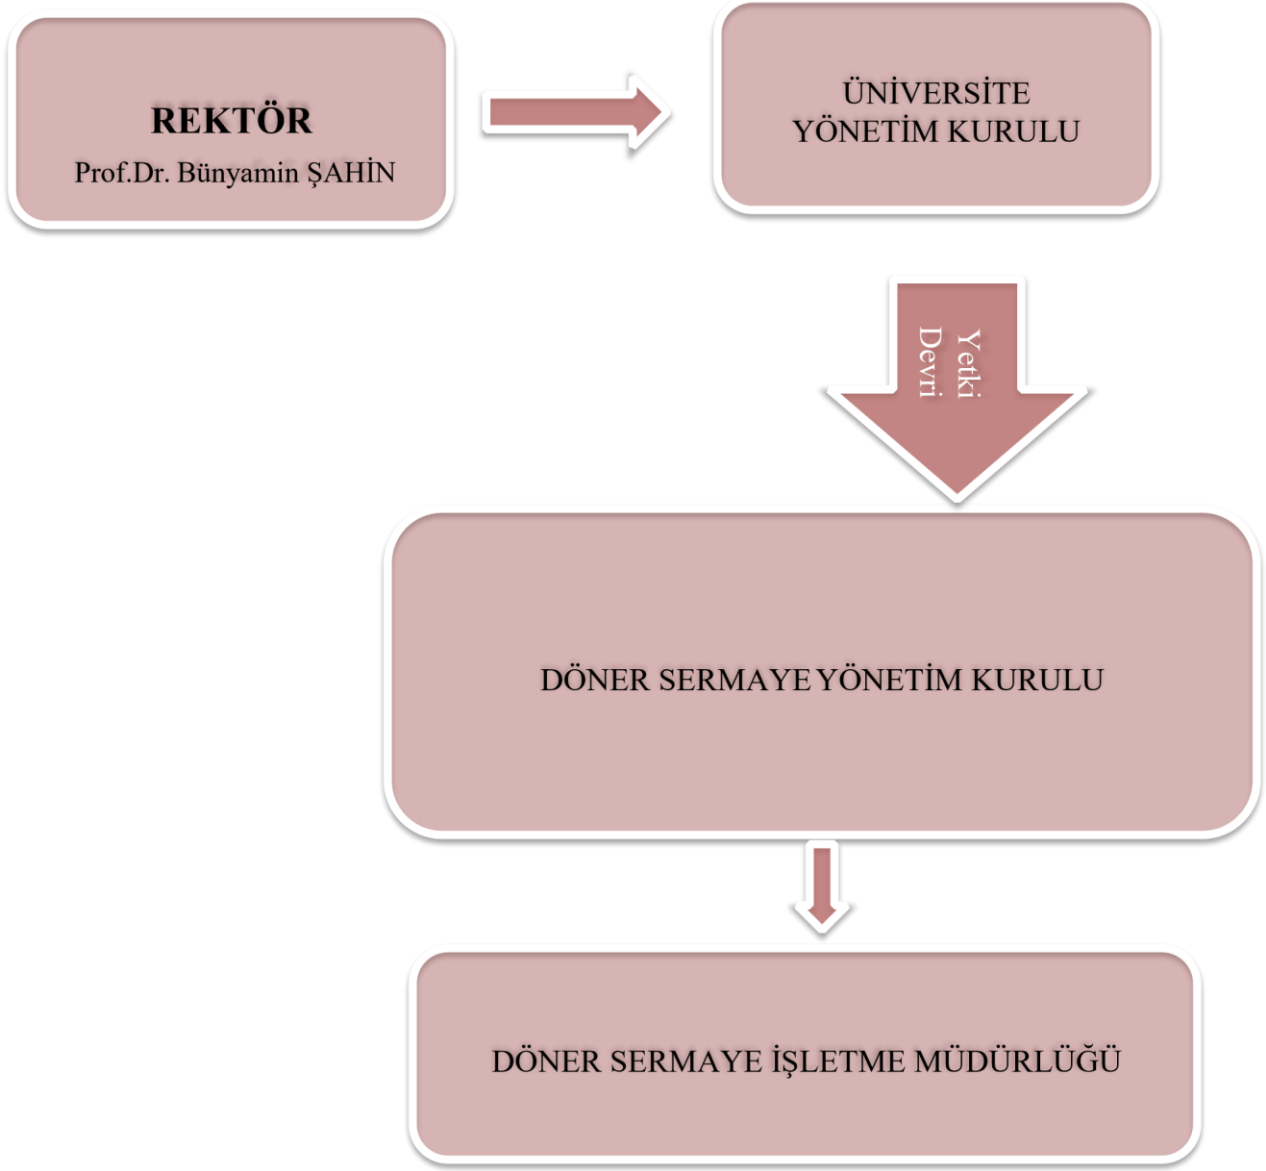 REKTÖR
Prof.Dr. Bünyamin ŞAHİN
ÜNİVERSİTE
YÖNETİM KURULU
Yetki
Devri
DÖNER SERMAYE YÖNETİM KURULU
DÖNER SERMAYE İŞLETME MÜDÜRLÜĞÜ